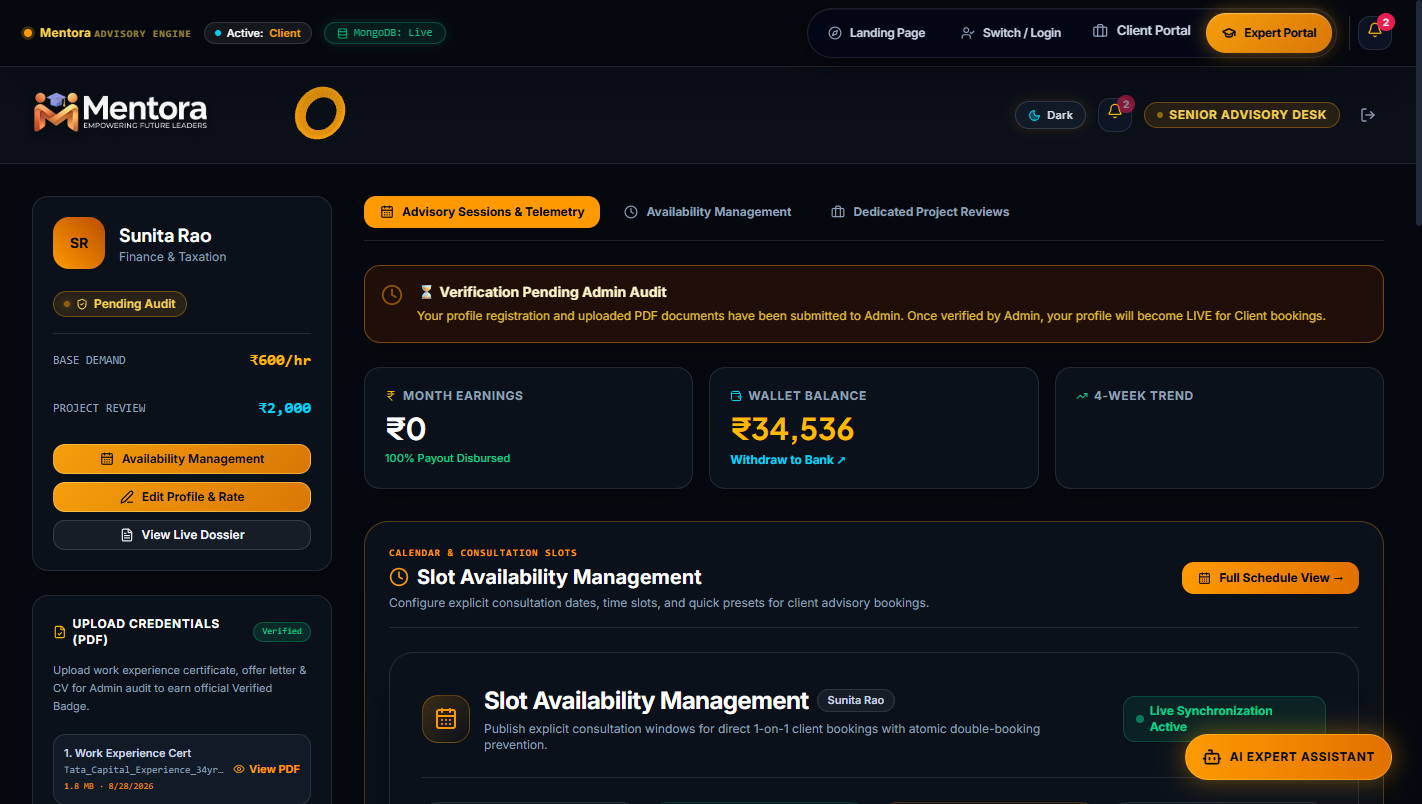 Mentora ADVISORY ENGINE
Active: Client
MongoDB: Live
Landing Page
Switch / Login
Client Portal
Expert Portal
2
Mentora
EMPOWERING FUTURE LEADERS
Dark
2
SENIOR ADVISORY DESK
SR
Sunita Rao
Finance & Taxation
Pending Audit
BASE DEMAND
₹600/hr
PROJECT REVIEW
₹2,000
Availability Management
Edit Profile & Rate
View Live Dossier
UPLOAD CREDENTIALS
(PDF)
Verified
Upload work experience certificate, offer letter &
CV for Admin audit to earn official Verified
Badge.
1. Work Experience Cert
Tata_Capital_Experience_34yr…
1.8 MB · 8/28/2026
View PDF
Advisory Sessions & Telemetry
Availability Management
Dedicated Project Reviews
⏳ Verification Pending Admin Audit
Your profile registration and uploaded PDF documents have been submitted to Admin. Once verified by Admin, your profile will become LIVE for Client bookings.
₹ MONTH EARNINGS
₹0
100% Payout Disbursed
WALLET BALANCE
₹34,536
Withdraw to Bank ↗
4-WEEK TREND
CALENDAR & CONSULTATION SLOTS
Slot Availability Management
Configure explicit consultation dates, time slots, and quick presets for client advisory bookings.
Full Schedule View →
Slot Availability Management
Sunita Rao
Publish explicit consultation windows for direct 1-on-1 client bookings with atomic double-booking
prevention.
Live Synchronization
Active
AI EXPERT ASSISTANT